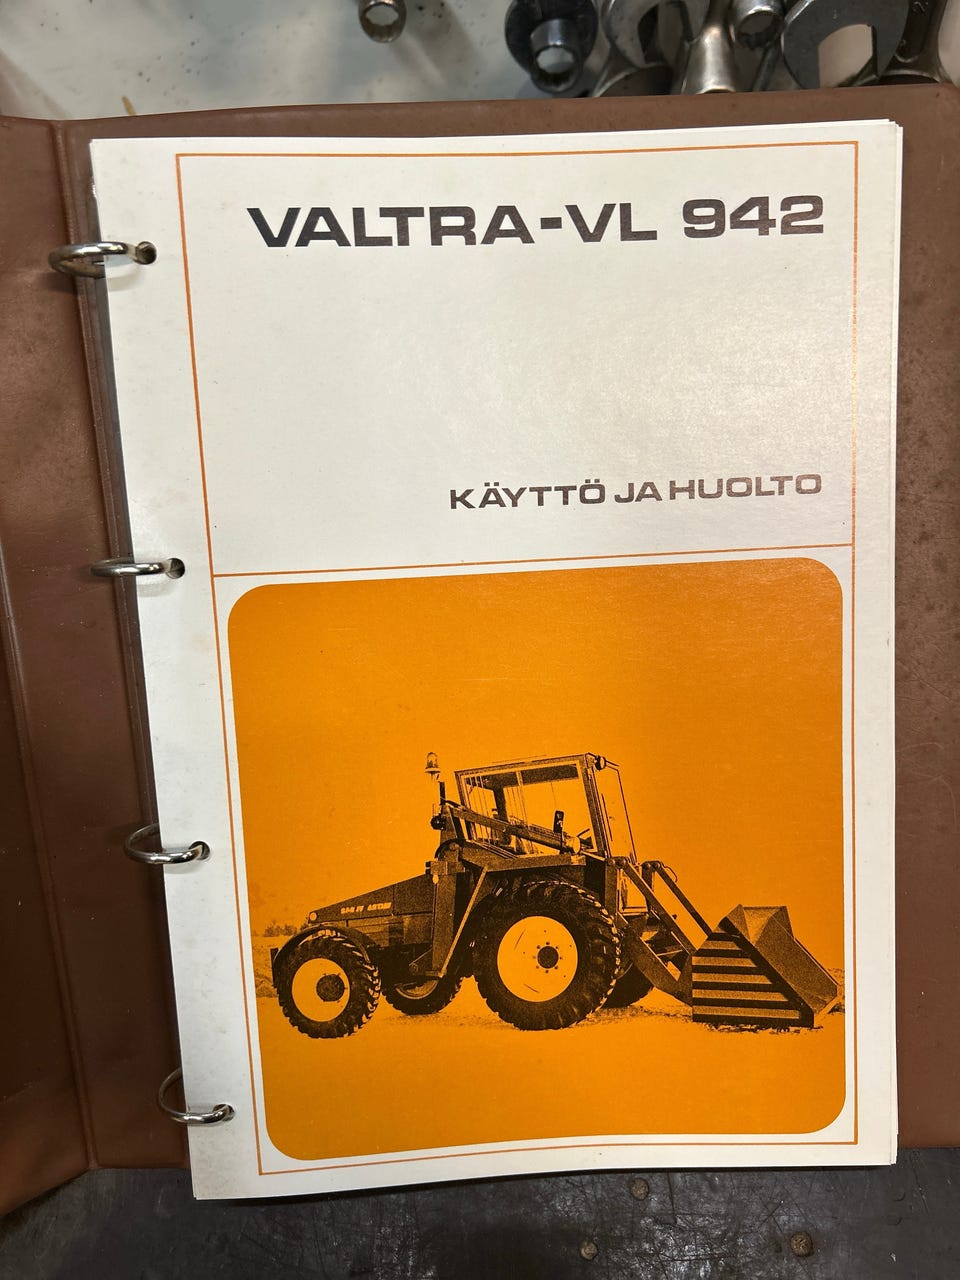 VALTRA-VL 942
KÄYTTÖ JA HUOLTO